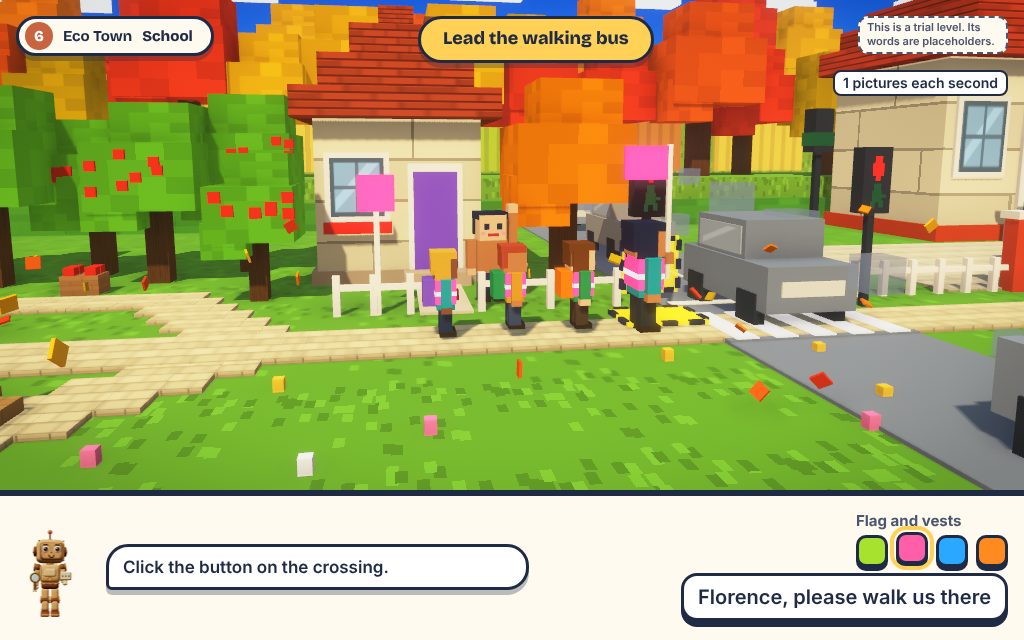 6 Eco Town School
Lead the walking bus
This is a trial level. Its
words are placeholders.
1 pictures each second
Click the button on the crossing.
Flag and vests
Florence, please walk us there